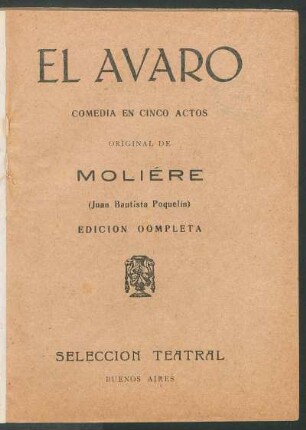 EL AVARO
COMEDIA EN CINCO ACTOS
ORIGINAL DE
MOLIÉRE
(Juan Bautista Poquelin)
EDICION OOMPLETA
SELECCION TEATRAL
BUENOS AIRES